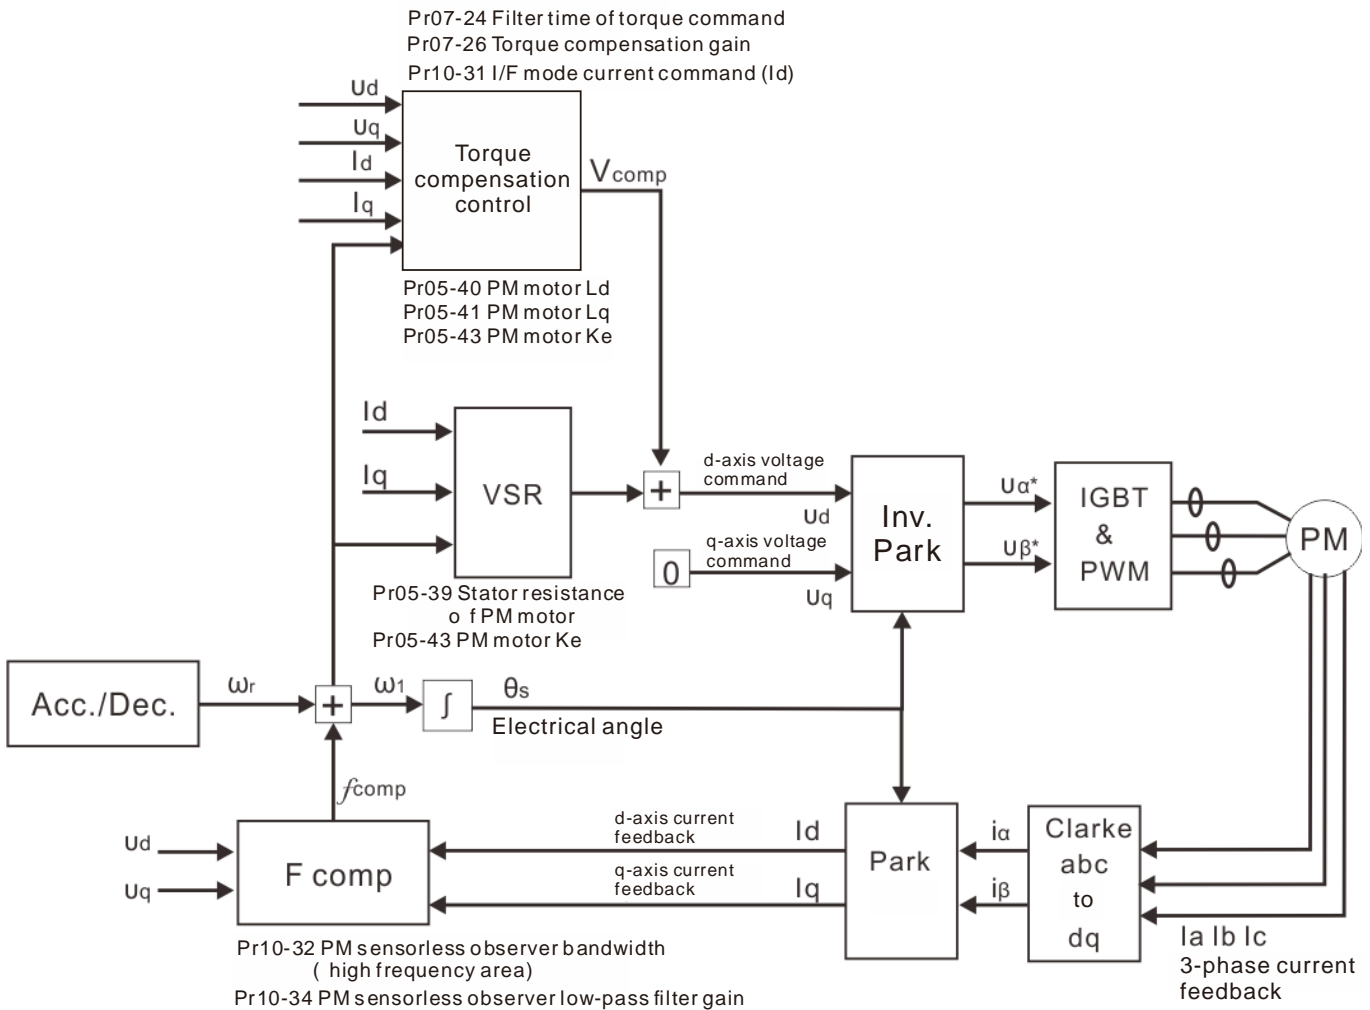 Pr07-24 Filter time of torque command
Pr07-26 Torque compensation gain
Pr10-31 I/F mode current command (Id)
ud
uq
Id
Iq
Torque
compensation
control
Vcomp
Pr05-40 PM motor Ld
Pr05-41 PM motor Lq
Pr05-43 PM motor Ke
Id
Iq
VSR
+
d-axis voltage
command
ud
0
q-axis voltage
command
uq
Inv.
Park
uα*
uβ*
IGBT
&
PWM
PM
Pr05-39 Stator resistance
o f PM motor
Pr05-43 PM motor Ke
Acc./Dec.
ωr
+
ω1
∫
θs
Electrical angle
fcomp
ud
uq
F comp
d-axis current
feedback
Id
q-axis current
feedback
Iq
Park
iα
iβ
Clarke
abc
to
dq
Ia Ib Ic
3-phase current
feedback
Pr10-32 PM sensorless observer bandwidth
( high frequency area)
Pr10-34 PM sensorless observer low-pass filter gain